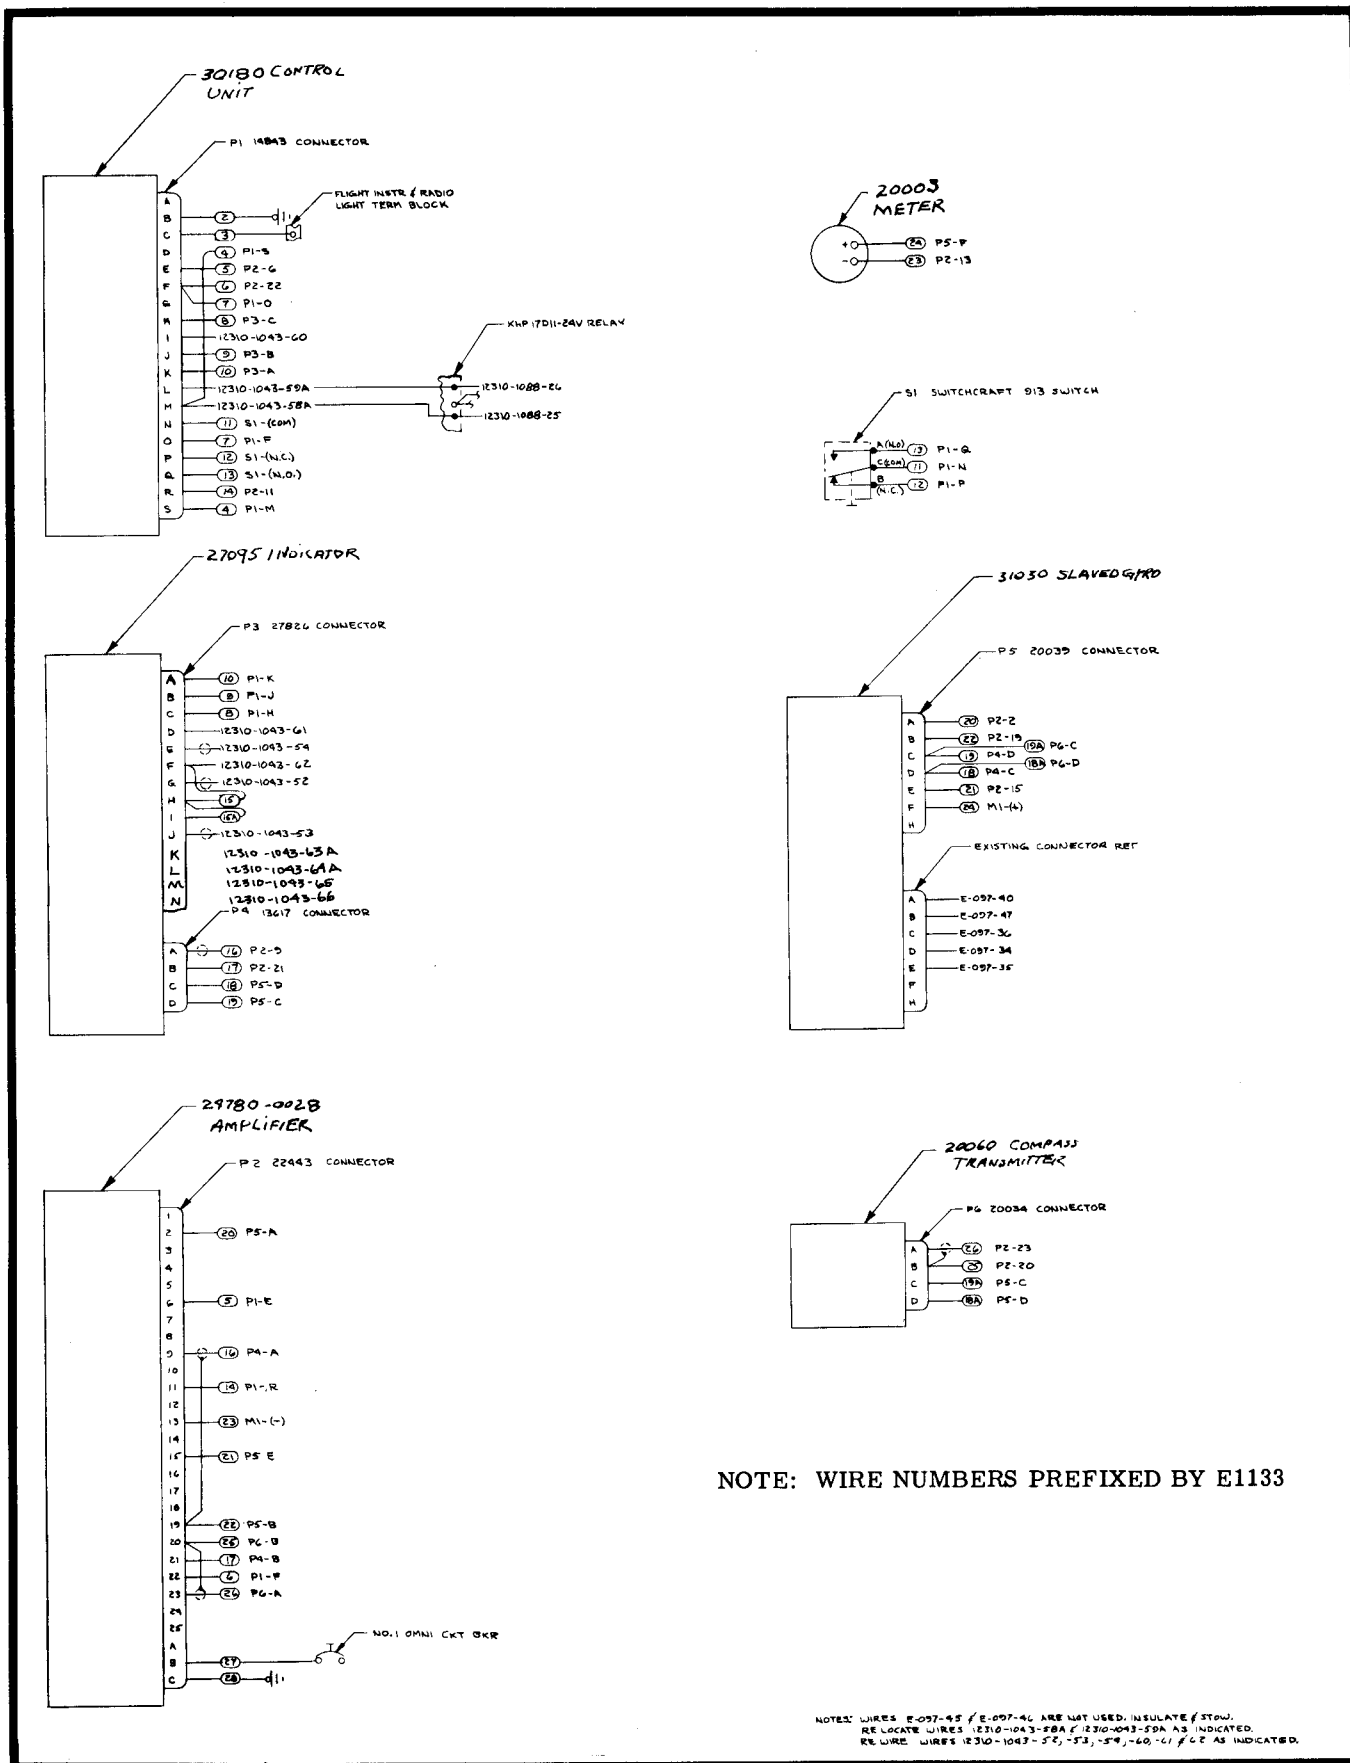 30180 CONTROL
UNIT
P1 14843 CONNECTOR
FLIGHT INSTR & RADIO
LIGHT TERM BLOCK
A
B 2
C 3
D 4 P1-S
E 5 P2-6
F 6 P2-22
G 7 P1-O
H 8 P3-C
I 12310-1043-60
J 9 P3-B
K 10 P3-A
L 12310-1043-59A
M 12310-1043-58A
N 11 S1-(COM)
O 7 P1-F
P 12 S1-(N.C.)
Q 13 S1-(N.O.)
R 14 P2-11
S 4 P1-M
KHP17D11-24V RELAY
12310-1088-26
12310-1088-25
20003
METER
+ 24 P5-F
- 23 P2-13
S1 SWITCHCRAFT 913 SWITCH
A (N.O) 13 P1-Q
C(COM) 11 P1-N
B
(N.C.) 12 P1-P
27095 INDICATOR
P3 27826 CONNECTOR
A 10 P1-K
B 9 P1-J
C 8 P1-H
D 12310-1043-61
E 12310-1043-54
F 12310-1043-62
G 12310-1043-52
H 15
I 15A
J 12310-1043-53
K 12310-1043-63A
L 12310-1043-64A
M 12310-1043-65
N 12310-1043-66
P4 13617 CONNECTOR
A 16 P2-9
B 17 P2-21
C 18 P5-D
D 19 P5-C
31030 SLAVED GYRO
P5 20039 CONNECTOR
A 20 P2-2
B 22 P2-19
19A P6-C
C 19 P4-D
18A P6-D
D 18 P4-C
E 21 P2-15
F 24 M1-(+)
H
EXISTING CONNECTOR REF
A E-097-40
B E-097-47
C E-097-36
D E-097-34
E E-097-35
F
H
29780-0028
AMPLIFIER
P2 22443 CONNECTOR
1
2 20 P5-A
3
4
5
6 5 P1-E
7
8
9 16 P4-A
10
11 14 P1-R
12
13 23 M1-(-)
14
15 21 P5 E
16
17
18
19 22 P5-B
20 25 P6-B
21 17 P4-B
22 6 P1-F
23 26 P6-A
24
25
A
B 27
C 28
NO.1 OMNI CKT BKR
20060 COMPASS
TRANSMITTER
P6 20034 CONNECTOR
A 26 P2-23
B 25 P2-20
C 19A P5-C
D 18A P5-D
NOTE: WIRE NUMBERS PREFIXED BY E1133
NOTES: WIRES E-097-45 & E-097-46 ARE NOT USED. INSULATE & STOW.
RE LOCATE WIRES 12310-1043-58A & 12310-1043-59A AS INDICATED.
RE WIRE WIRES 12310-1043-52, -53, -54, -60, -61 & 62 AS INDICATED.